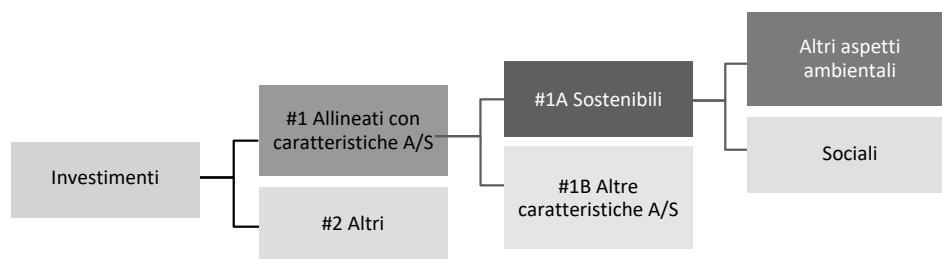 Investimenti
#1 Allineati con
caratteristiche A/S
#2 Altri
#1A Sostenibili
#1B Altre
caratteristiche A/S
Altri aspetti
ambientali
Sociali